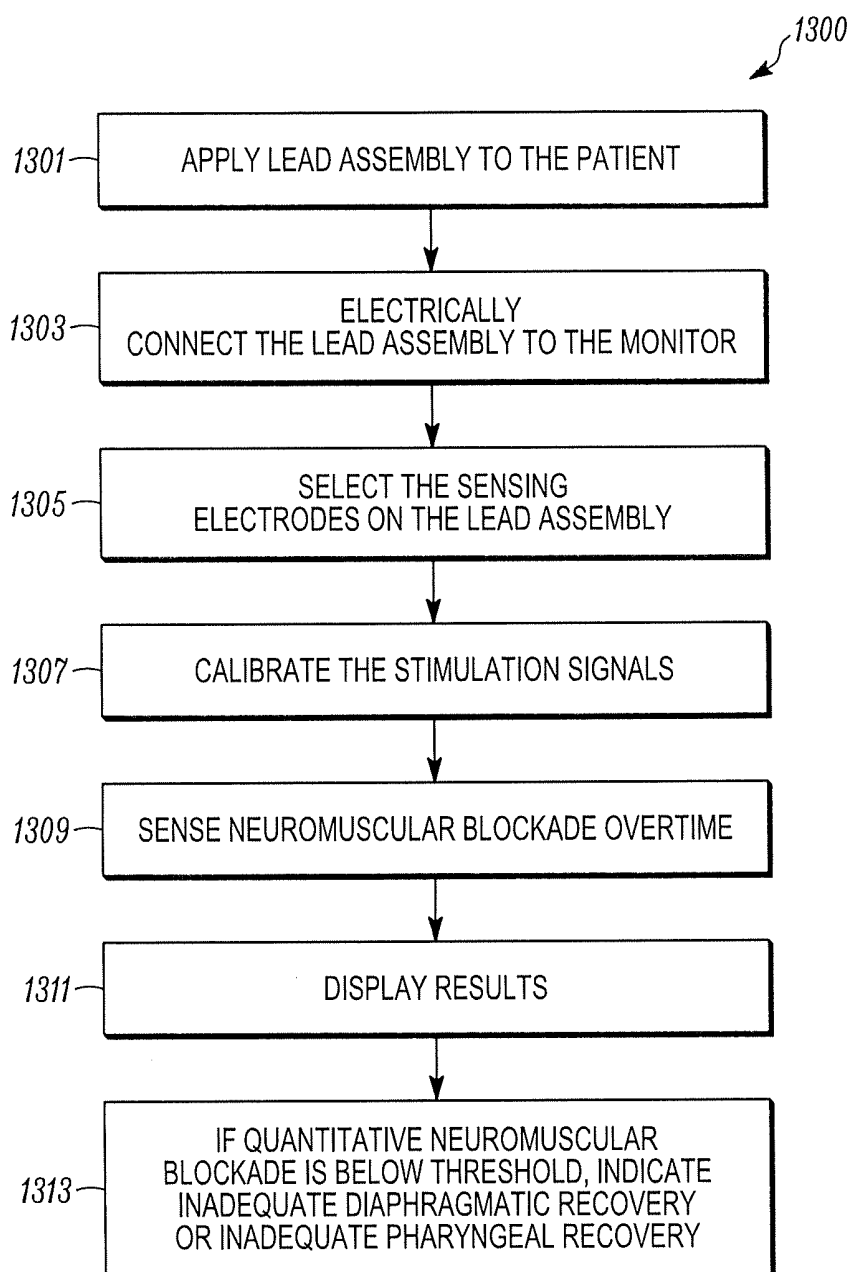 1300
1301
APPLY LEAD ASSEMBLY TO THE PATIENT
1303
ELECTRICALLY
CONNECT THE LEAD ASSEMBLY TO THE MONITOR
1305
SELECT THE SENSING
ELECTRODES ON THE LEAD ASSEMBLY
1307
CALIBRATE THE STIMULATION SIGNALS
1309
SENSE NEUROMUSCULAR BLOCKADE OVERTIME
1311
DISPLAY RESULTS
1313
IF QUANTITATIVE NEUROMUSCULAR
BLOCKADE IS BELOW THRESHOLD, INDICATE
INADEQUATE DIAPHRAGMATIC RECOVERY
OR INADEQUATE PHARYNGEAL RECOVERY